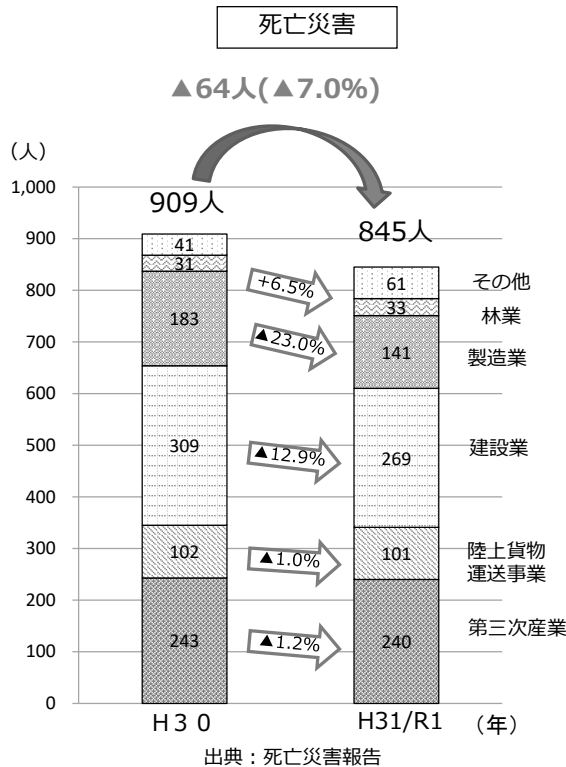 死亡災害
▲64人(▲7.0%)
（人）
1,000
900
800
700
600
500
400
300
200
100
0
909人
41
31
183
309
102
243
+6.5%
▲23.0%
▲12.9%
▲1.0%
▲1.2%
845人
61
33
141
269
101
240
その他
林業
製造業
建設業
陸上貨物
運送事業
第三次産業
H３０
H31/R1
（年）
出典：死亡災害報告